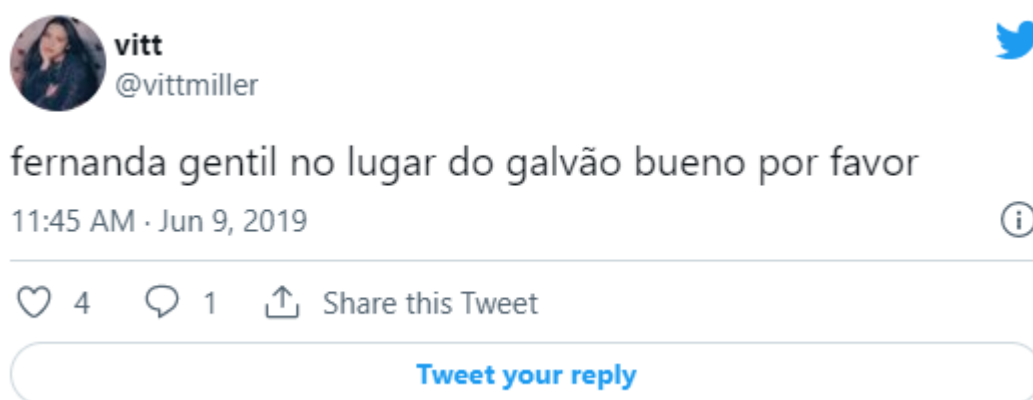 vitt
@vittmiller
fernanda gentil no lugar do galvão bueno por favor
11:45 AM · Jun 9, 2019
4 1 Share this Tweet
Tweet your reply